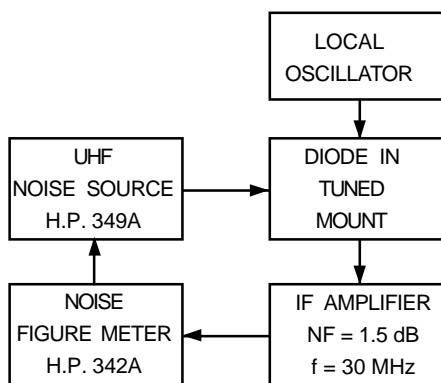 LOCAL
OSCILLATOR
UHF
NOISE SOURCE
H.P. 349A
DIODE IN
TUNED
MOUNT
NOISE
FIGURE METER
H.P. 342A
IF AMPLIFIER
NF = 1.5 dB
f = 30 MHz